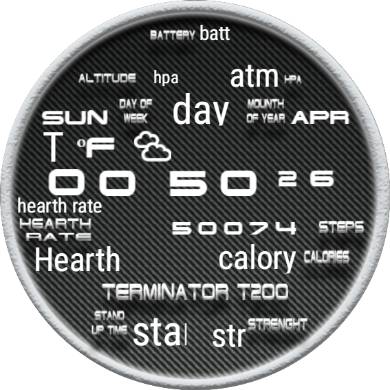 BATTERY batt
ALTITUDE hpa atm HPA
SUN DAY OF WEEK day MOUNTH OF YEAR APR
T °F
00 50 26
hearth rate
HEARTH RATE 50074 STEPS
Hearth calory CALORIES
TERMINATOR T200
STAND UP TIME sta str STRENGHT